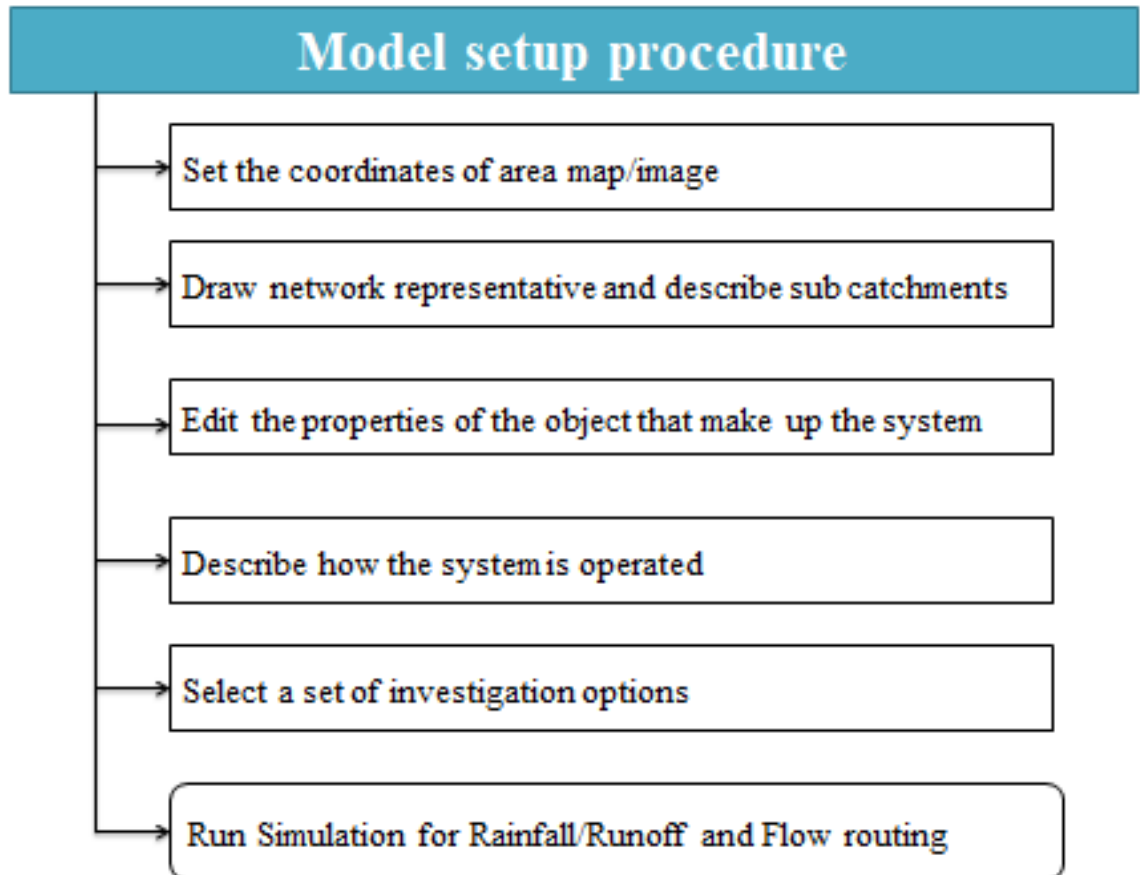 Model setup procedure
Set the coordinates of area map/image
Draw network representative and describe sub catchments
Edit the properties of the object that make up the system
Describe how the system is operated
Select a set of investigation options
Run Simulation for Rainfall/Runoff and Flow routing